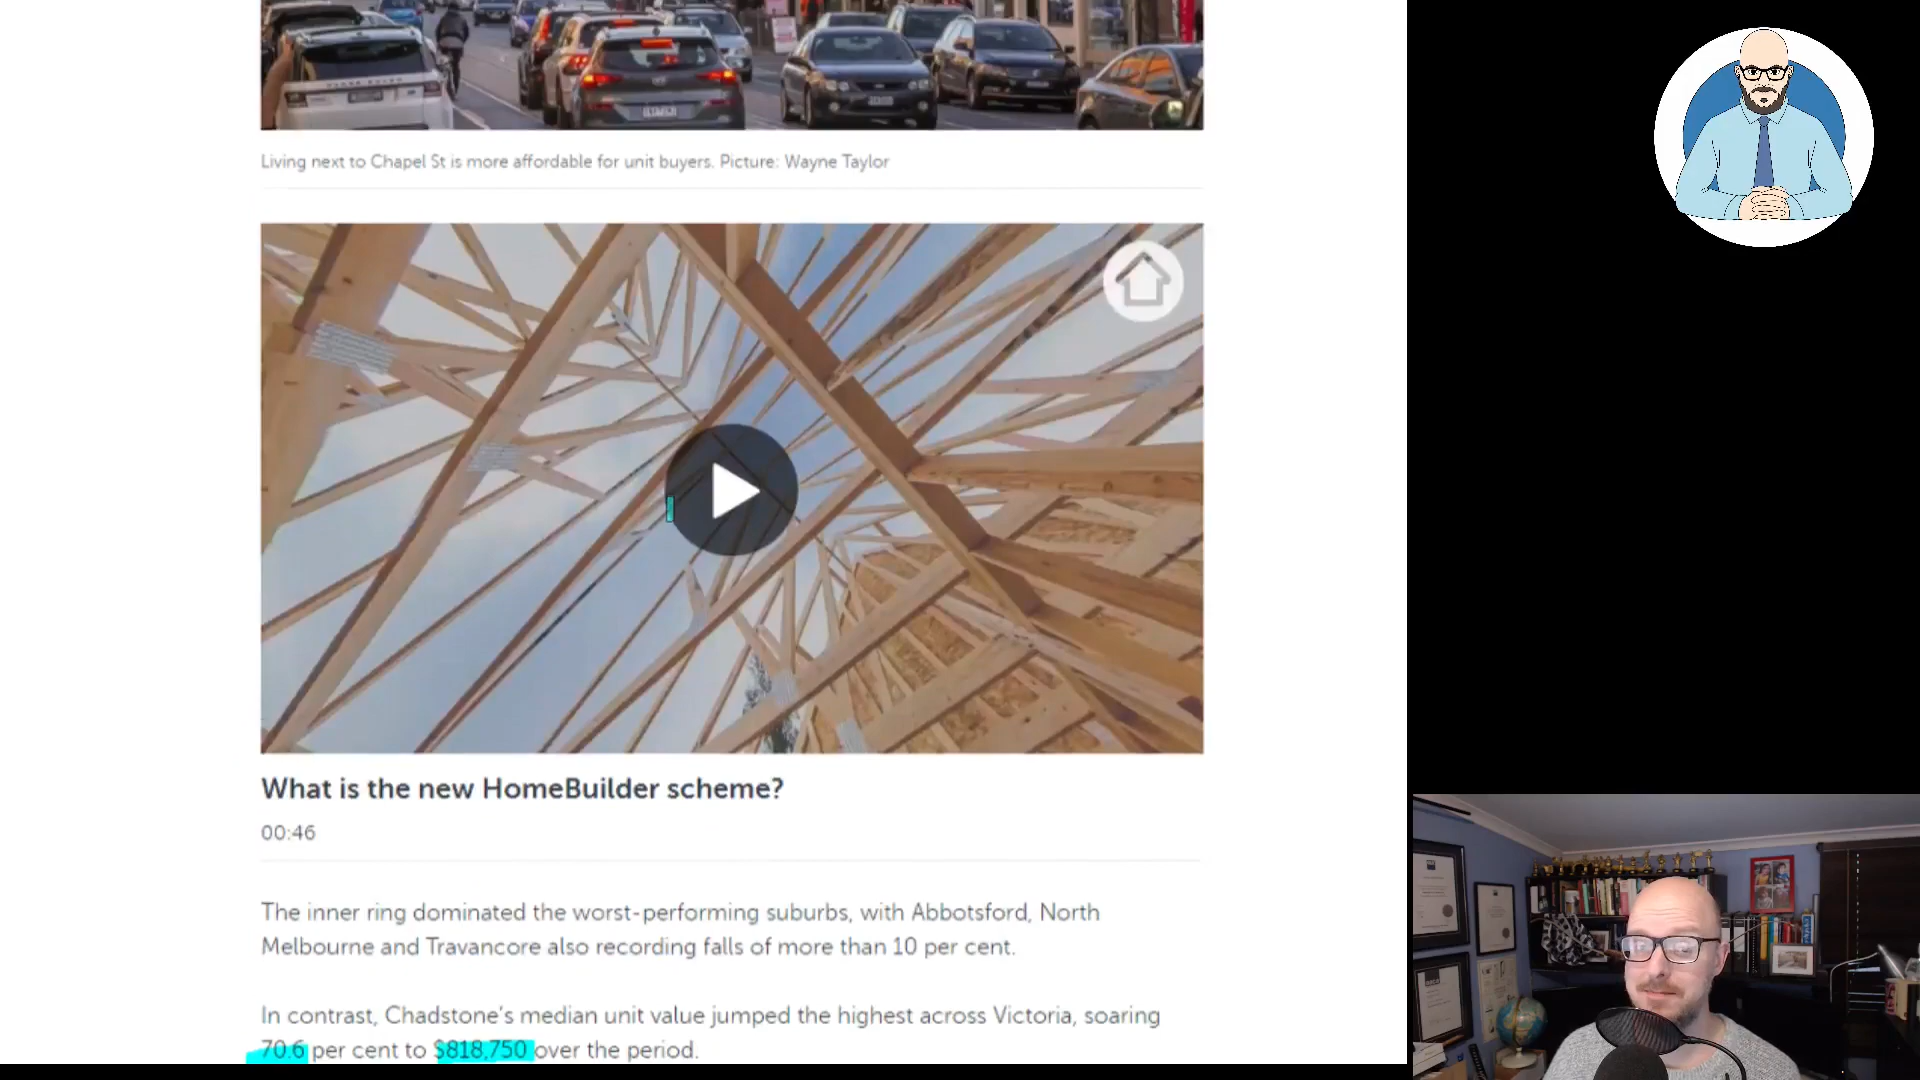 Living next to Chapel St is more affordable for unit buyers. Picture: Wayne Taylor
What is the new HomeBuilder scheme?
00:46
The inner ring dominated the worst-performing suburbs, with Abbotsford, North
Melbourne and Travancore also recording falls of more than 10 per cent.
In contrast, Chadstone's median unit value jumped the highest across Victoria, soaring
70.6 per cent to $818,750 over the period.